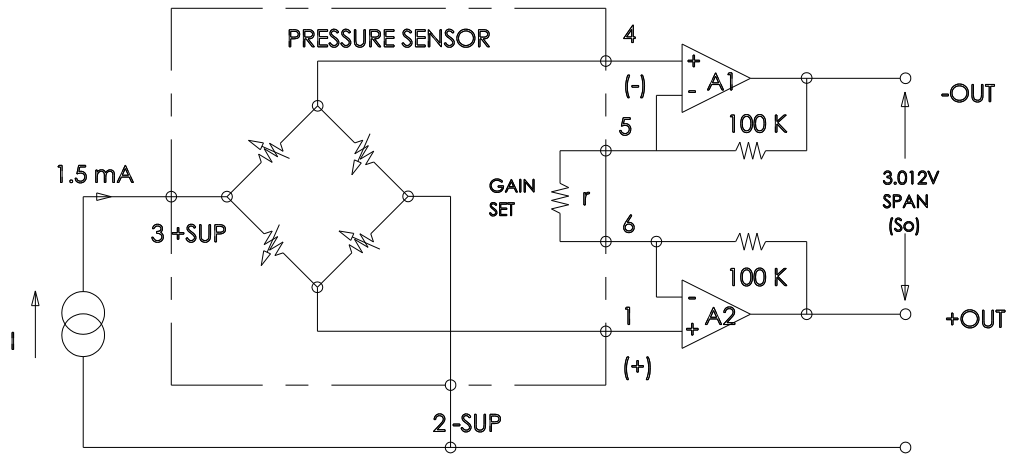 PRESSURE SENSOR
4
(-)
+
-
A1
-OUT
5
100 K
1.5 mA
3 +SUP
GAIN
SET
r
3.012V
SPAN
(So)
6
100 K
-
+
A2
+OUT
1
(+)
I
2 -SUP